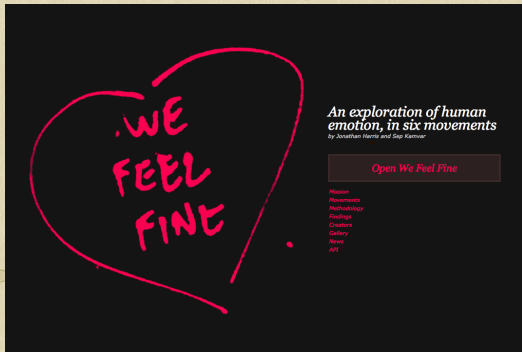 WE
FEEL
FINE
An exploration of human
emotion, in six movements
by Jonathan Harris and Sep Kamvar
Open We Feel Fine
Mission
Movements
Methodology
Findings
Creators
Gallery
News
API